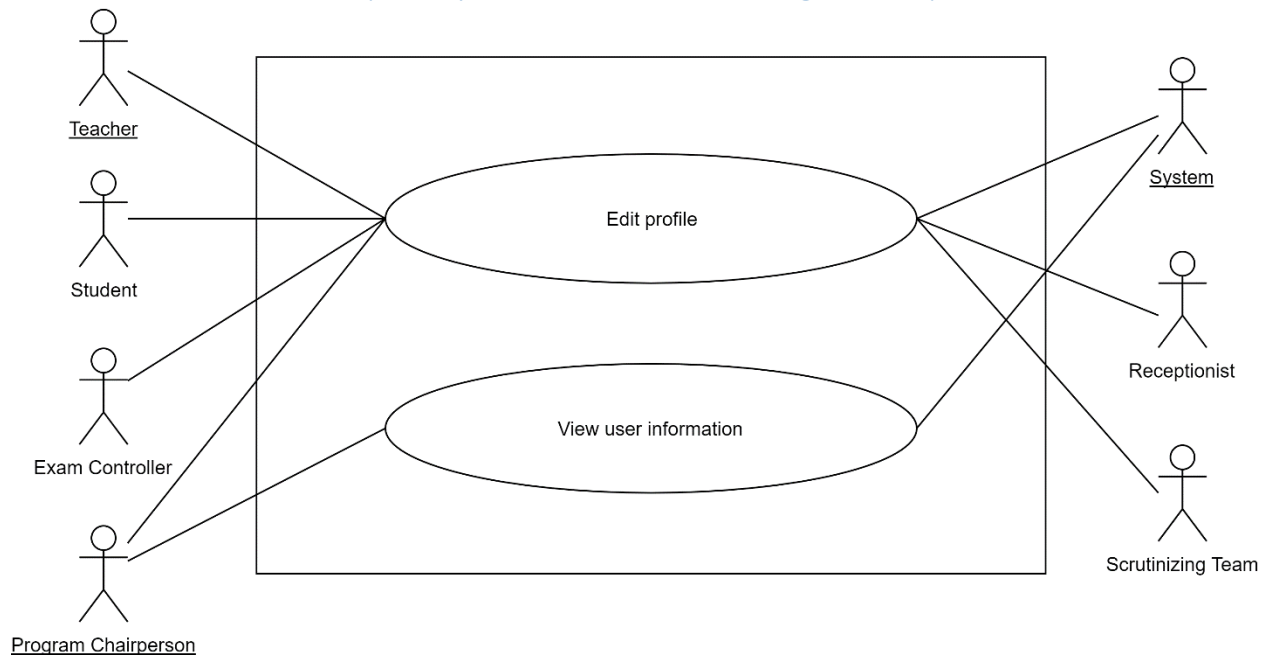 Teacher
Student
Exam Controller
Program Chairperson
Edit profile
View user information
System
Receptionist
Scrutinizing Team